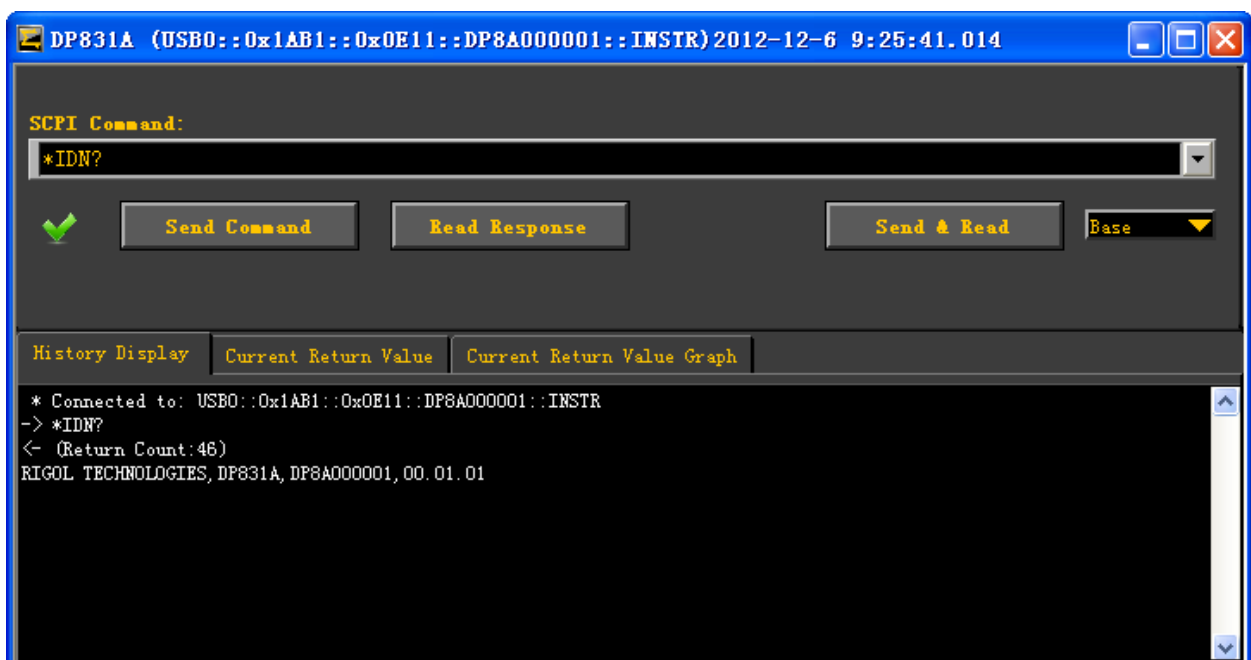 DP831A (USB0::0x1AB1::0x0E11::DP8A000001::INSTR)2012-12-6 9:25:41.014
SCPI Command:
*IDN?
Send Command Read Response Send & Read Base
History Display Current Return Value Current Return Value Graph
* Connected to: USB0::0x1AB1::0x0E11::DP8A000001::INSTR
-> *IDN?
<- (Return Count:46)
RIGOL TECHNOLOGIES,DP831A,DP8A000001,00.01.01